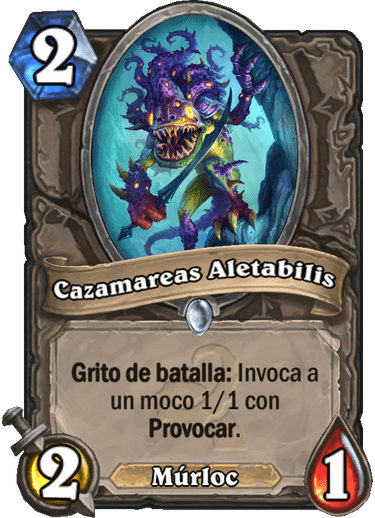 2
Cazamareas Aletabilis
Grito de batalla: Invoca a
un moco 1/1 con
Provocar.
2
Múrloc
1